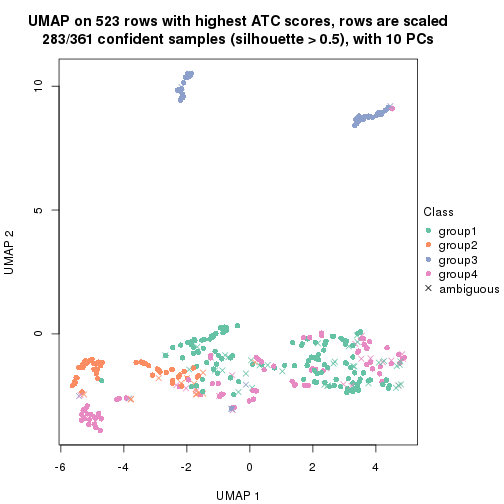 UMAP on 523 rows with highest ATC scores, rows are scaled
283/361 confident samples (silhouette > 0.5), with 10 PCs
10
5
0
UMAP 2
-6
-4
-2
0
2
4
UMAP 1
Class
group1
group2
group3
group4
ambiguous